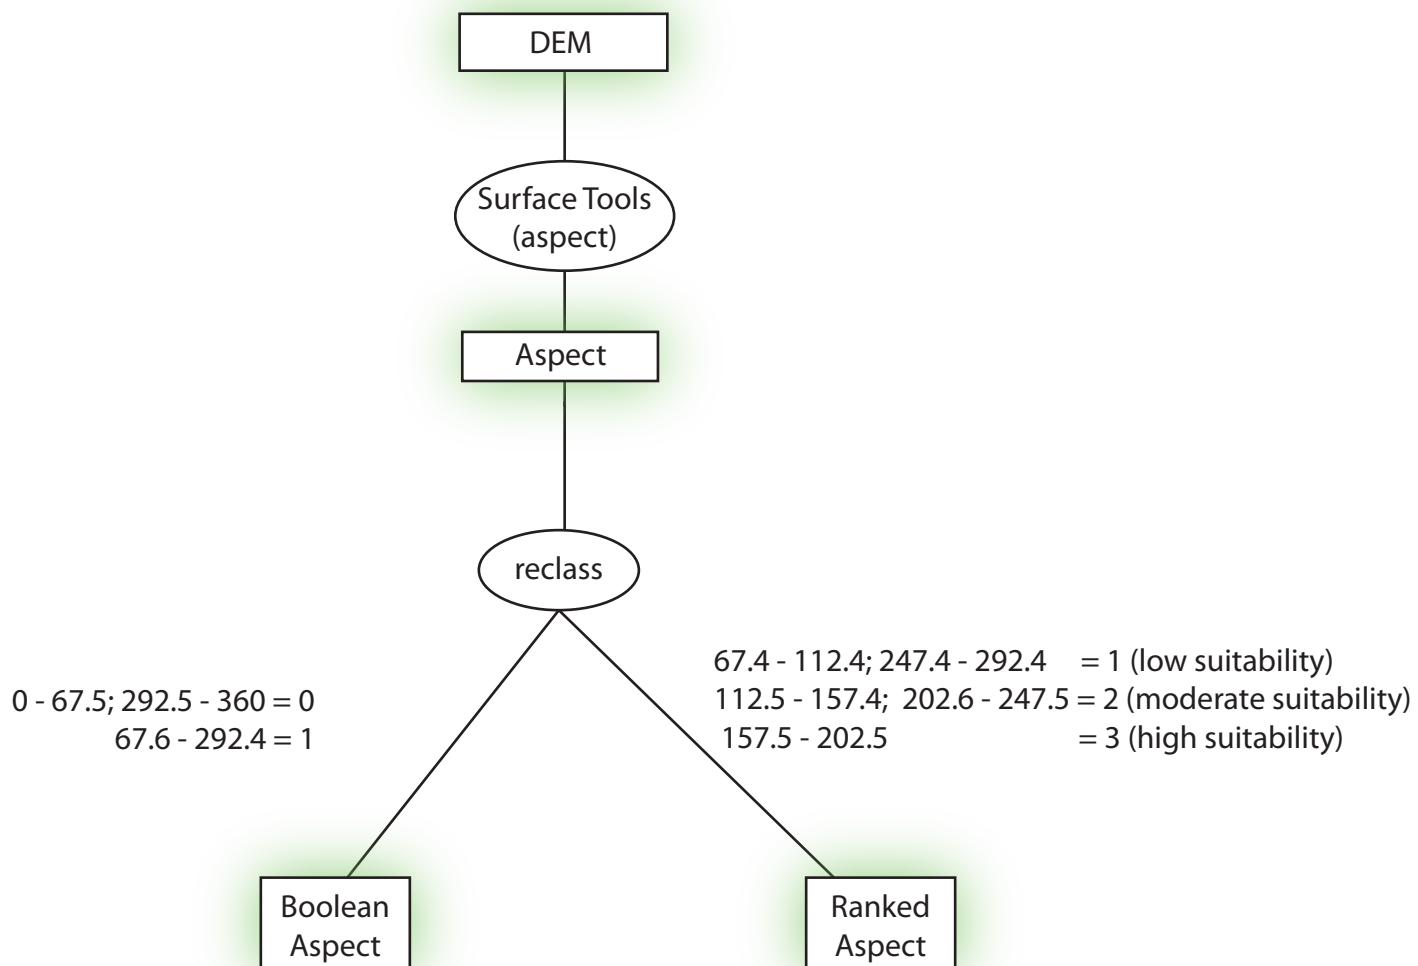 DEM
Surface Tools
(aspect)
Aspect
reclass
0 - 67.5; 292.5 - 360 = 0
67.6 - 292.4 = 1
67.4 - 112.4; 247.4 - 292.4 = 1 (low suitability)
112.5 - 157.4; 202.6 - 247.5 = 2 (moderate suitability)
157.5 - 202.5 = 3 (high suitability)
Boolean
Aspect
Ranked
Aspect